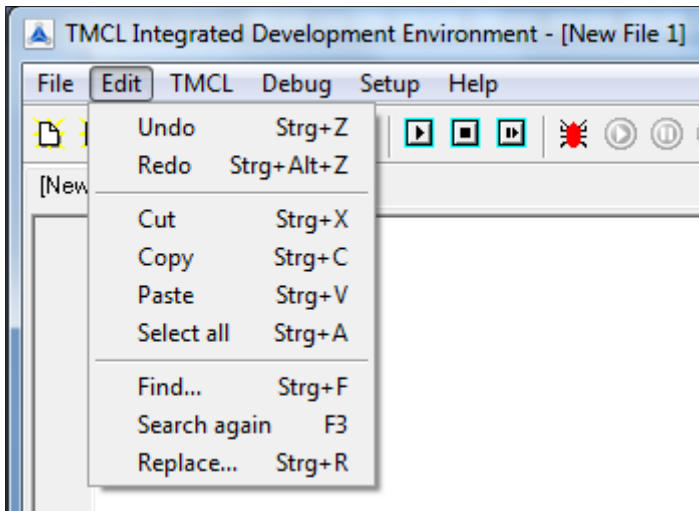 TMCL Integrated Development Environment - [New File 1]
File Edit TMCL Debug Setup Help
[New
Undo Strg+Z
Redo Strg+Alt+Z
Cut Strg+X
Copy Strg+C
Paste Strg+V
Select all Strg+A
Find... Strg+F
Search again F3
Replace... Strg+R